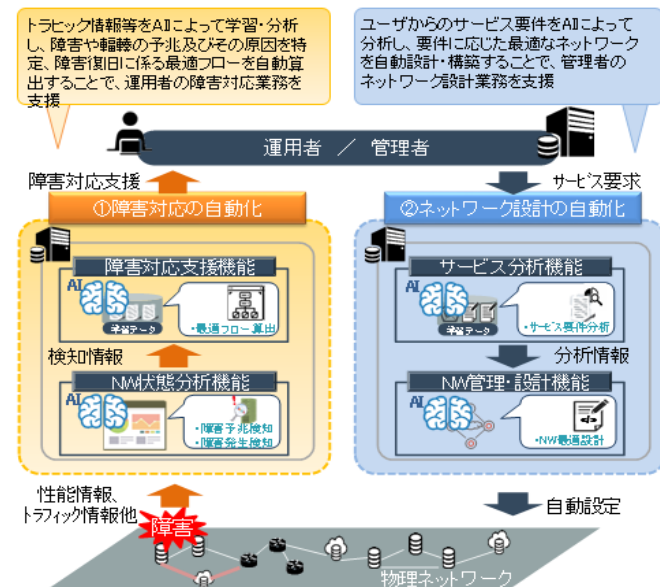 トラヒック情報等をAIによって学習・分析
し、障害や輻輳の予兆及びその原因を特
定、障害復旧に係る最適フローを自動算
出することで、運用者の障害対応業務を
支援
ユーザからのサービス要件をAIによって
分析し、要件に応じた最適なネットワーク
を自動設計・構築することで、管理者の
ネットワーク設計業務を支援
運用者 ／ 管理者
障害対応支援
サービス要求
①障害対応の自動化
②ネットワーク設計の自動化
障害対応支援機能
AI
学習データ
・最適フロー算出
サービス分析機能
AI
学習データ
・サービス要件分析
検知情報
分析情報
NW状態分析機能
AI
・障害予兆検知
・障害発生検知
NW管理・設計機能
AI
・NW最適設計
性能情報、
トラフィック情報他
自動設定
障害
物理ネットワーク